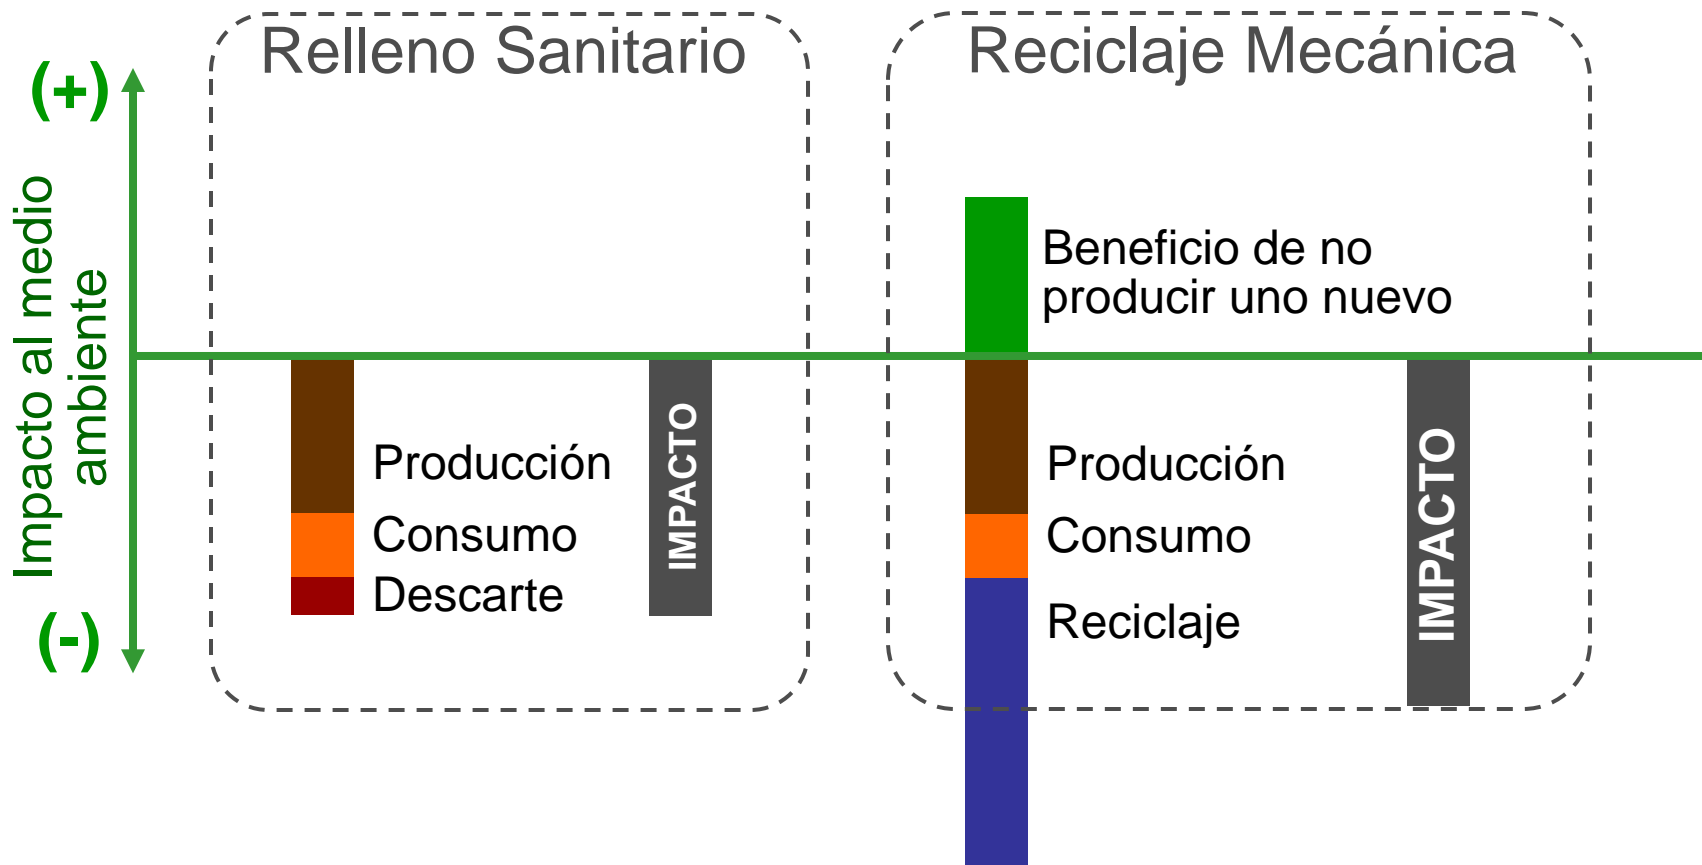 Relleno Sanitario
Reciclaje Mecánica
(+)
Impacto al medio
ambiente
(-)
Producción
Consumo
Descarte
IMPACTO
Beneficio de no
producir uno nuevo
Producción
Consumo
Reciclaje
IMPACTO